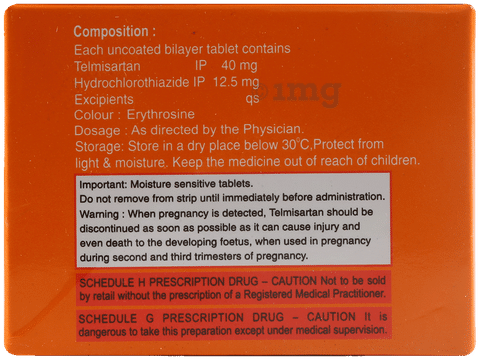 Composition :
Each uncoated bilayer tablet contains
Telmisartan IP 40 mg
Hydrochlorothiazide IP 12.5 mg
Excipients qs
1mg
Colour : Erythrosine
Dosage : As directed by the Physician.
Storage: Store in a dry place below 30°C,Protect from
light & moisture. Keep the medicine out of reach of children.
Important: Moisture sensitive tablets.
Do not remove from strip until immediately before administration.
Warning : When pregnancy is detected, Telmisartan should be
discontinued as soon as possible as it can cause injury and
even death to the developing foetus, when used in pregnancy
during second and third trimesters of pregnancy.
SCHEDULE H PRESCRIPTION DRUG – CAUTION Not to be sold
by retail without the prescription of a Registered Medical Practitioner.
SCHEDULE G PRESCRIPTION DRUG – CAUTION It is
dangerous to take this preparation except under medical supervision.